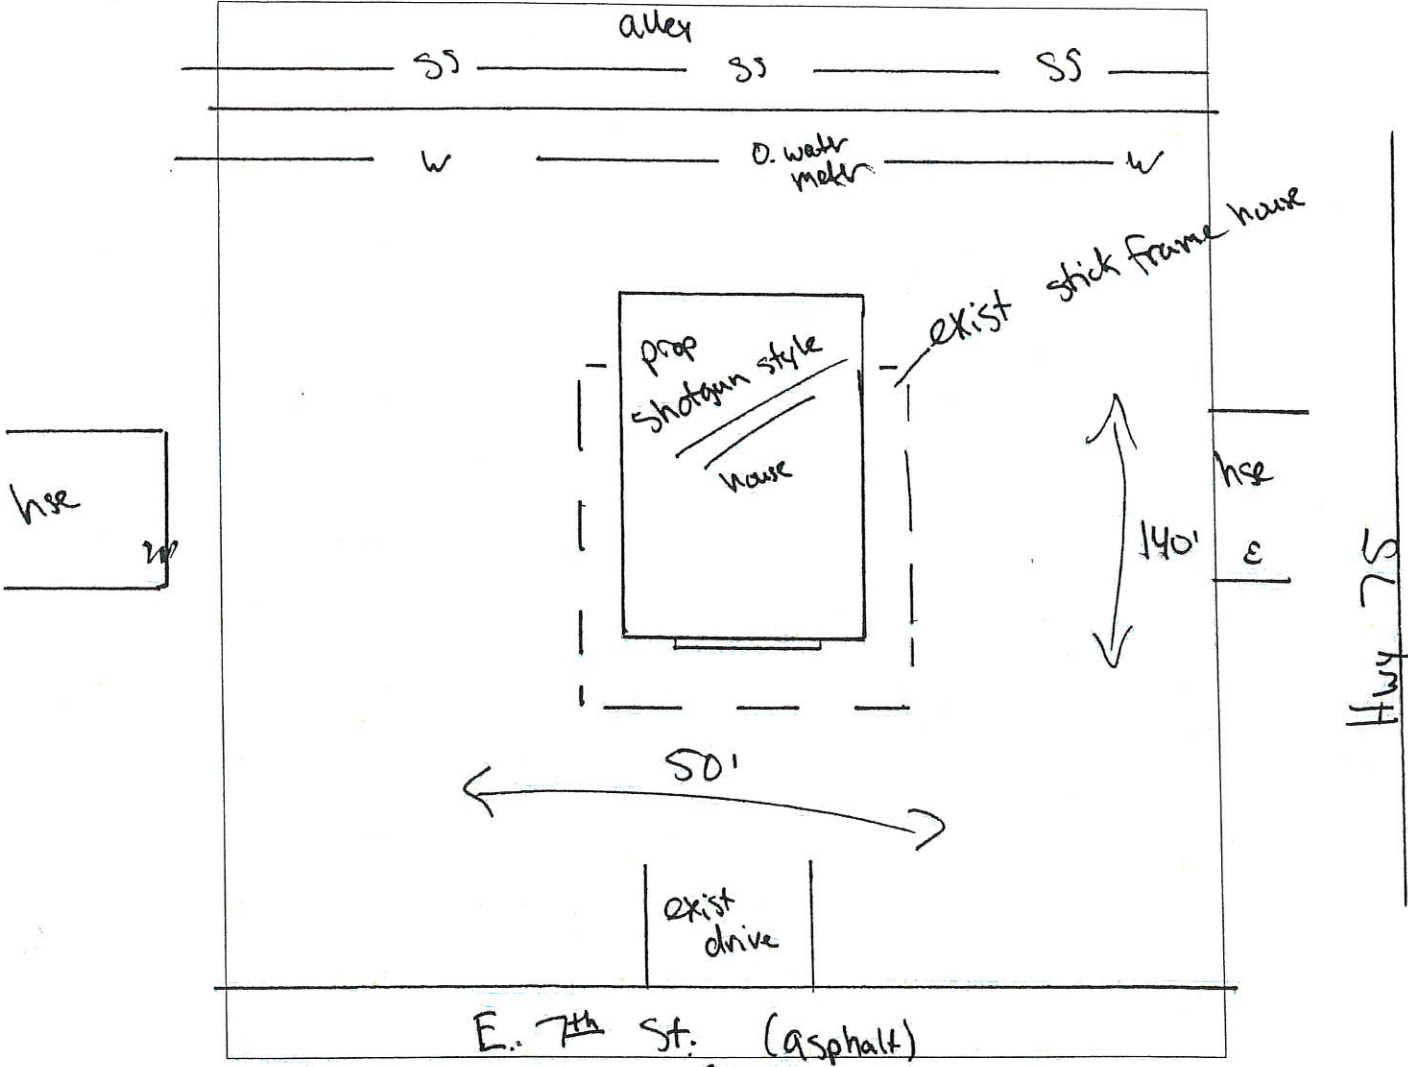 alley
SS SS SS
W O. water W
meter
exist stick frame house
prop
shotgun style
house
hse
W
hse
E
140'
Hwy 75
50'
exist
drive
E. 7th St. (asphalt)